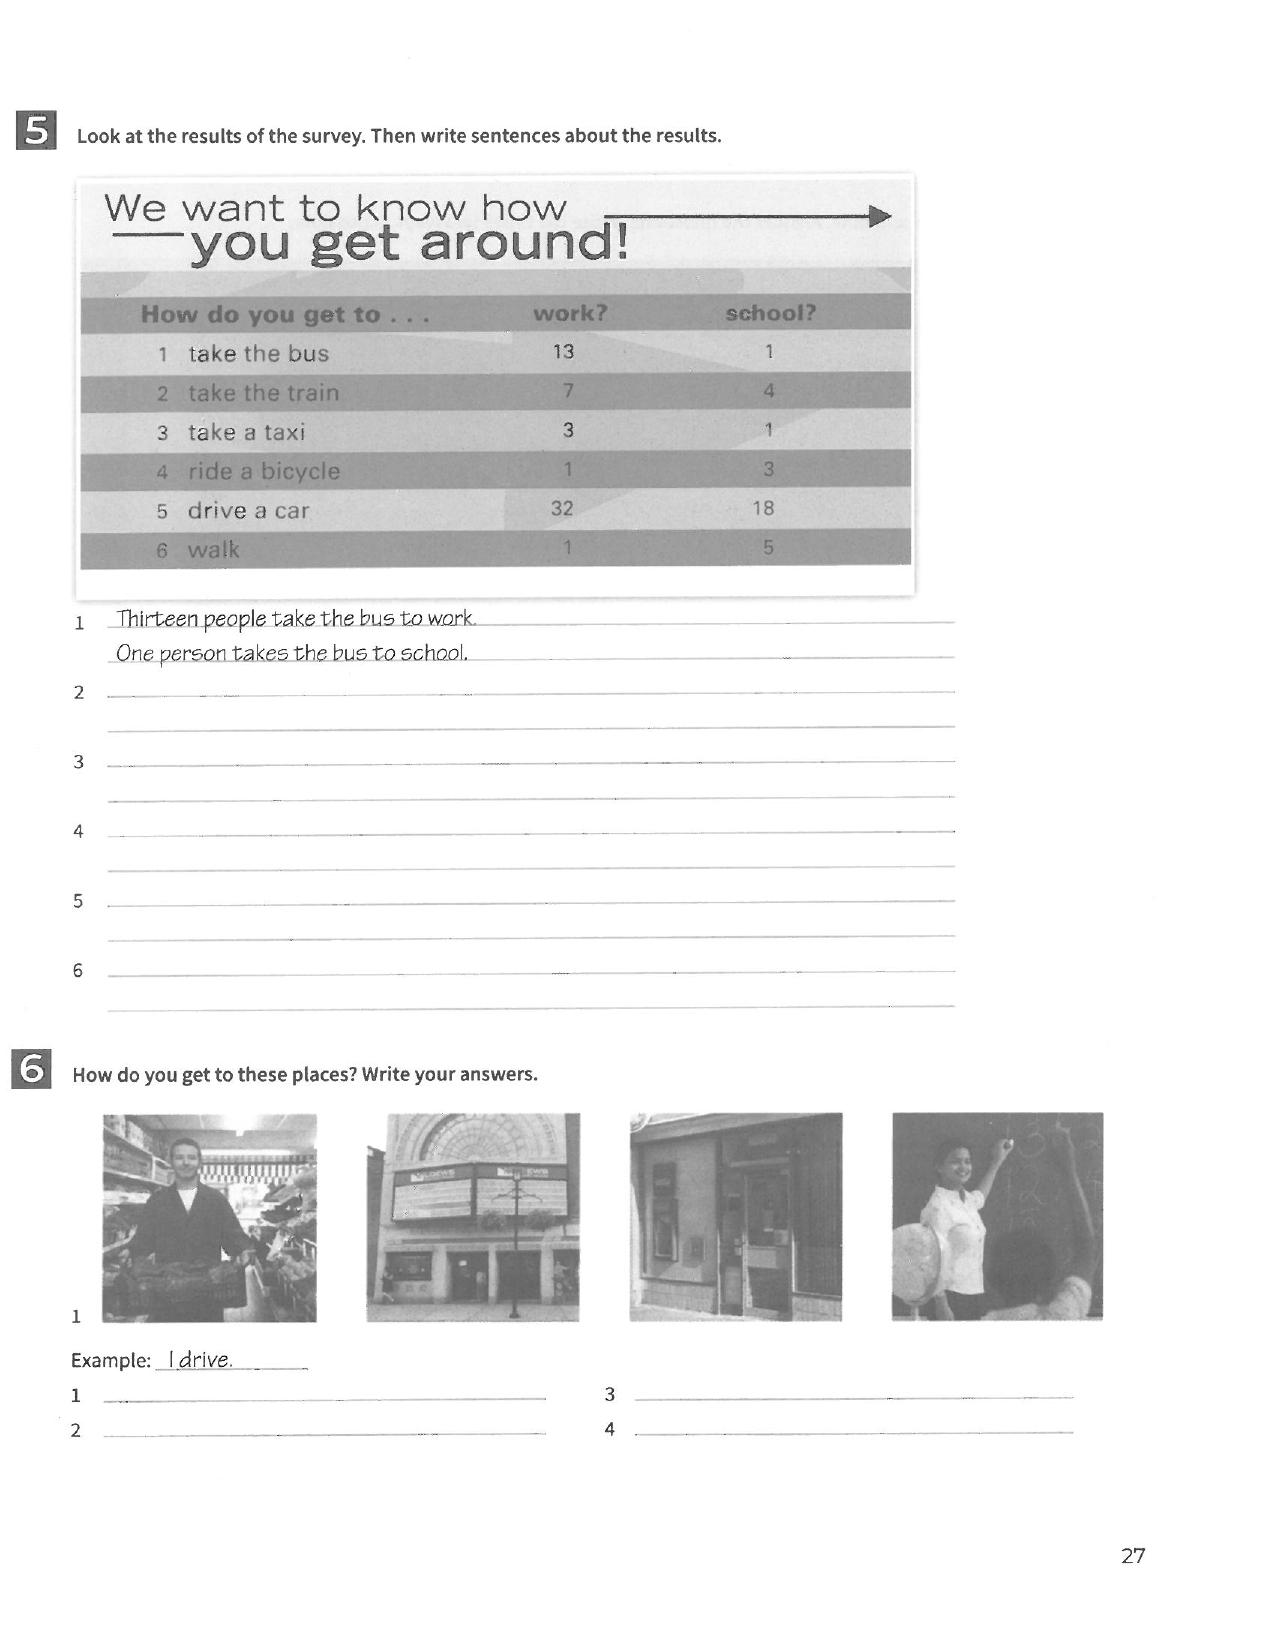 5 Look at the results of the survey. Then write sentences about the results.
We want to know how
you get around!
How do you get to . . . work? school?
1 take the bus 13 1
2 take the train 7 4
3 take a taxi 3 1
4 ride a bicycle 1 3
5 drive a car 32 18
6 walk 1 5
1 Thirteen people take the bus to work.
One person takes the bus to school.
2
3
4
5
6
6 How do you get to these places? Write your answers.
LOEWS
1
Example: I drive.
1 3
2 4
27